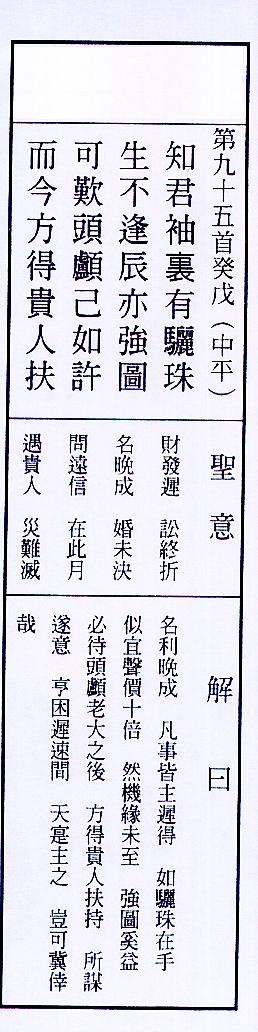 第九十五首癸戊（中平）
知君袖裏有驪珠
生不逢辰亦強圖
可歎頭顱己如許
而今方得貴人扶
聖意
財發遲　訟終折
名晚成　婚未決
問遠信　在此月
遇貴人　災難滅
解曰
名利晚成　凡事皆主遲得　如驪珠在手
似宜聲價十倍　然機緣未至　強圖奚益
必待頭顱老大之後　方得貴人扶持　所謀
遂意　亨困遲速間　天寔主之　豈可冀倖
哉